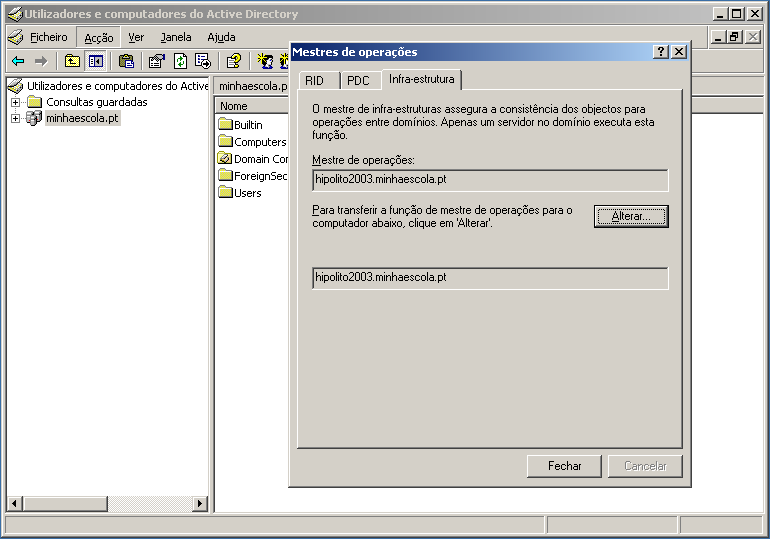 Utilizadores e computadores do Active Directory
Ficheiro Acção Ver Janela Ajuda
Utilizadores e computadores do Active
Consultas guardadas
minhaescola.pt
minhaescola.p
Nome
Builtin
Computers
Domain Con
ForeignSec
Users
Mestres de operações
RID PDC Infra-estrutura
O mestre de infra-estruturas assegura a consistência dos objectos para
operações entre domínios. Apenas um servidor no domínio executa esta
função.
Mestre de operações:
hipolito2003.minhaescola.pt
Para transferir a função de mestre de operações para o
computador abaixo, clique em 'Alterar'.
Alterar...
hipolito2003.minhaescola.pt
Fechar Cancelar